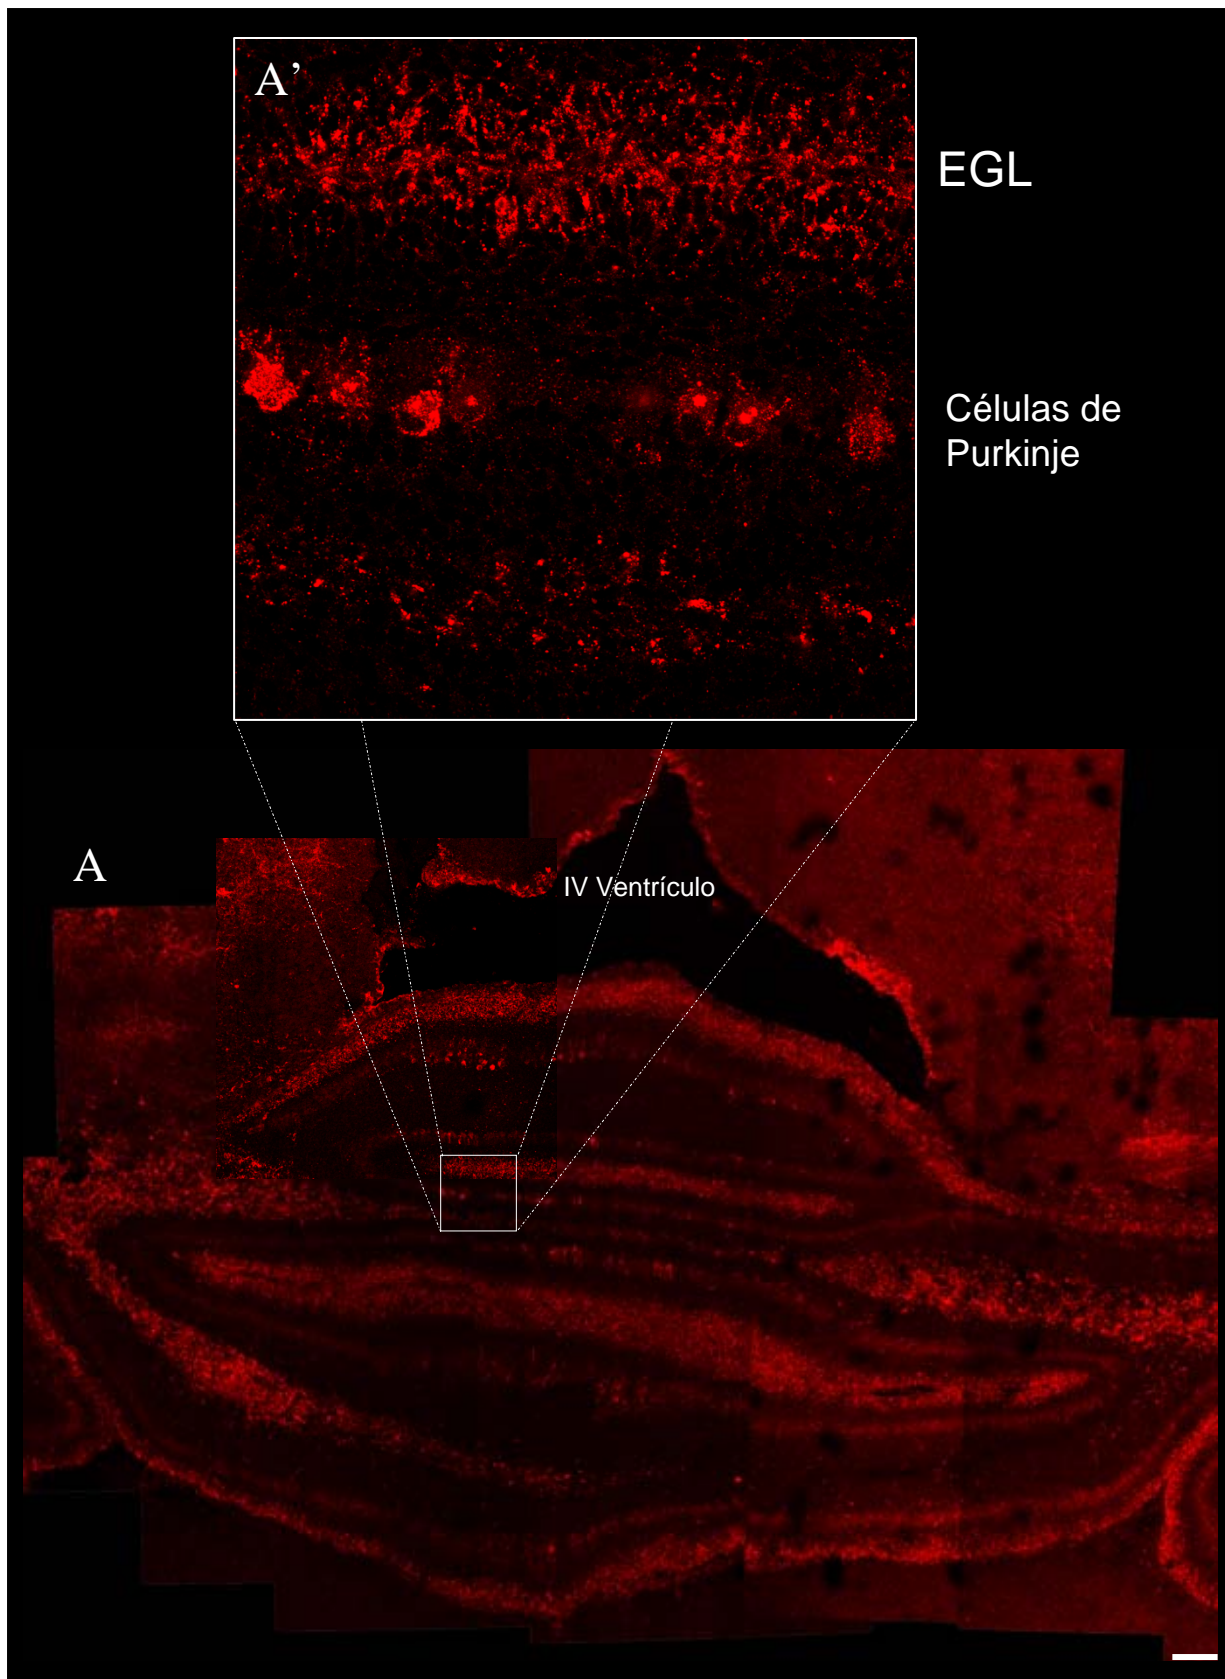 A’
EGL
Células de
Purkinje
A
IV Ventrículo